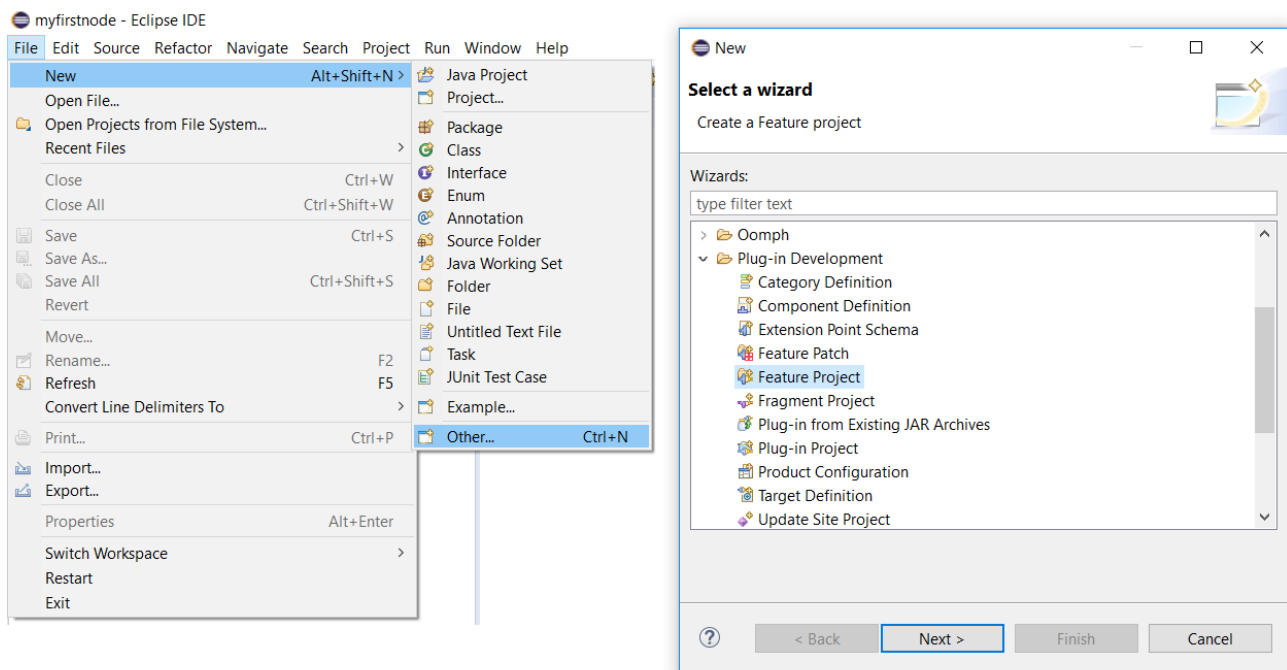 myfirstnode - Eclipse IDE
File Edit Source Refactor Navigate Search Project Run Window Help
New Alt+Shift+N >
Open File...
Open Projects from File System...
Recent Files >
Close Ctrl+W
Close All Ctrl+Shift+W
Save Ctrl+S
Save As...
Save All Ctrl+Shift+S
Revert
Move...
Rename... F2
Refresh F5
Convert Line Delimiters To >
Print... Ctrl+P
Import...
Export...
Properties Alt+Enter
Switch Workspace >
Restart
Exit
Java Project
Project...
Package
Class
Interface
Enum
Annotation
Source Folder
Java Working Set
Folder
File
Untitled Text File
Task
JUnit Test Case
Example...
Other... Ctrl+N
New
Select a wizard
Create a Feature project
Wizards:
type filter text
Oomph
Plug-in Development
Category Definition
Component Definition
Extension Point Schema
Feature Patch
Feature Project
Fragment Project
Plug-in from Existing JAR Archives
Plug-in Project
Product Configuration
Target Definition
Update Site Project
? < Back Next > Finish Cancel